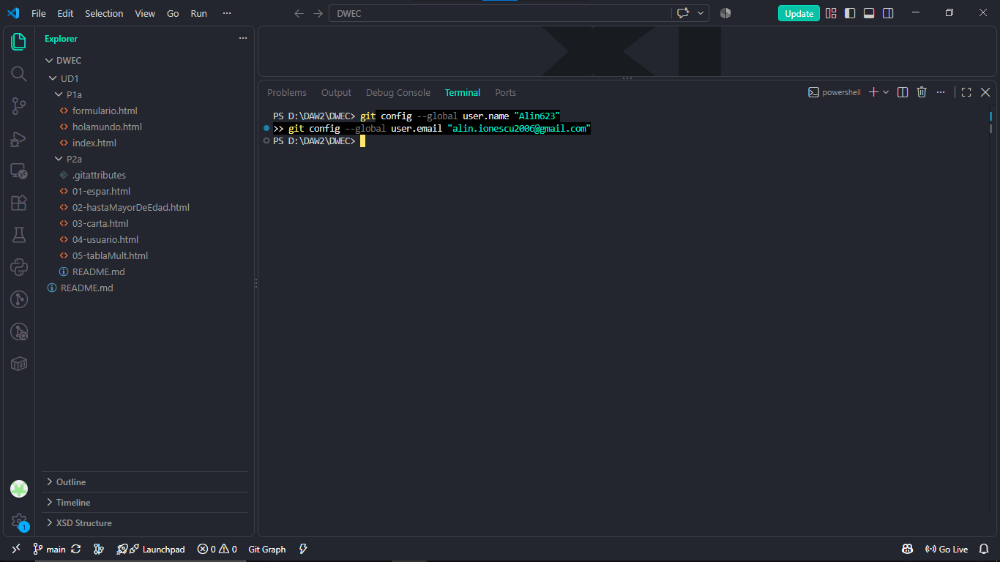 File Edit Selection View Go Run ···
DWEC
Update
Explorer
DWEC
UD1
P1a
<> formulario.html
<> holamundo.html
<> index.html
P2a
.gitattributes
<> 01-espar.html
<> 02-hastaMayorDeEdad.html
<> 03-carta.html
<> 04-usuario.html
<> 05-tablaMult.html
README.md
README.md
Outline
Timeline
XSD Structure
1
Problems Output Debug Console Terminal Ports
powershell
PS D:\DAW2\DWEC> git config --global user.name "Alin623"
>> git config --global user.email "alin.ionescu2006@gmail.com"
PS D:\DAW2\DWEC>
main Launchpad 0 0 Git Graph Go Live